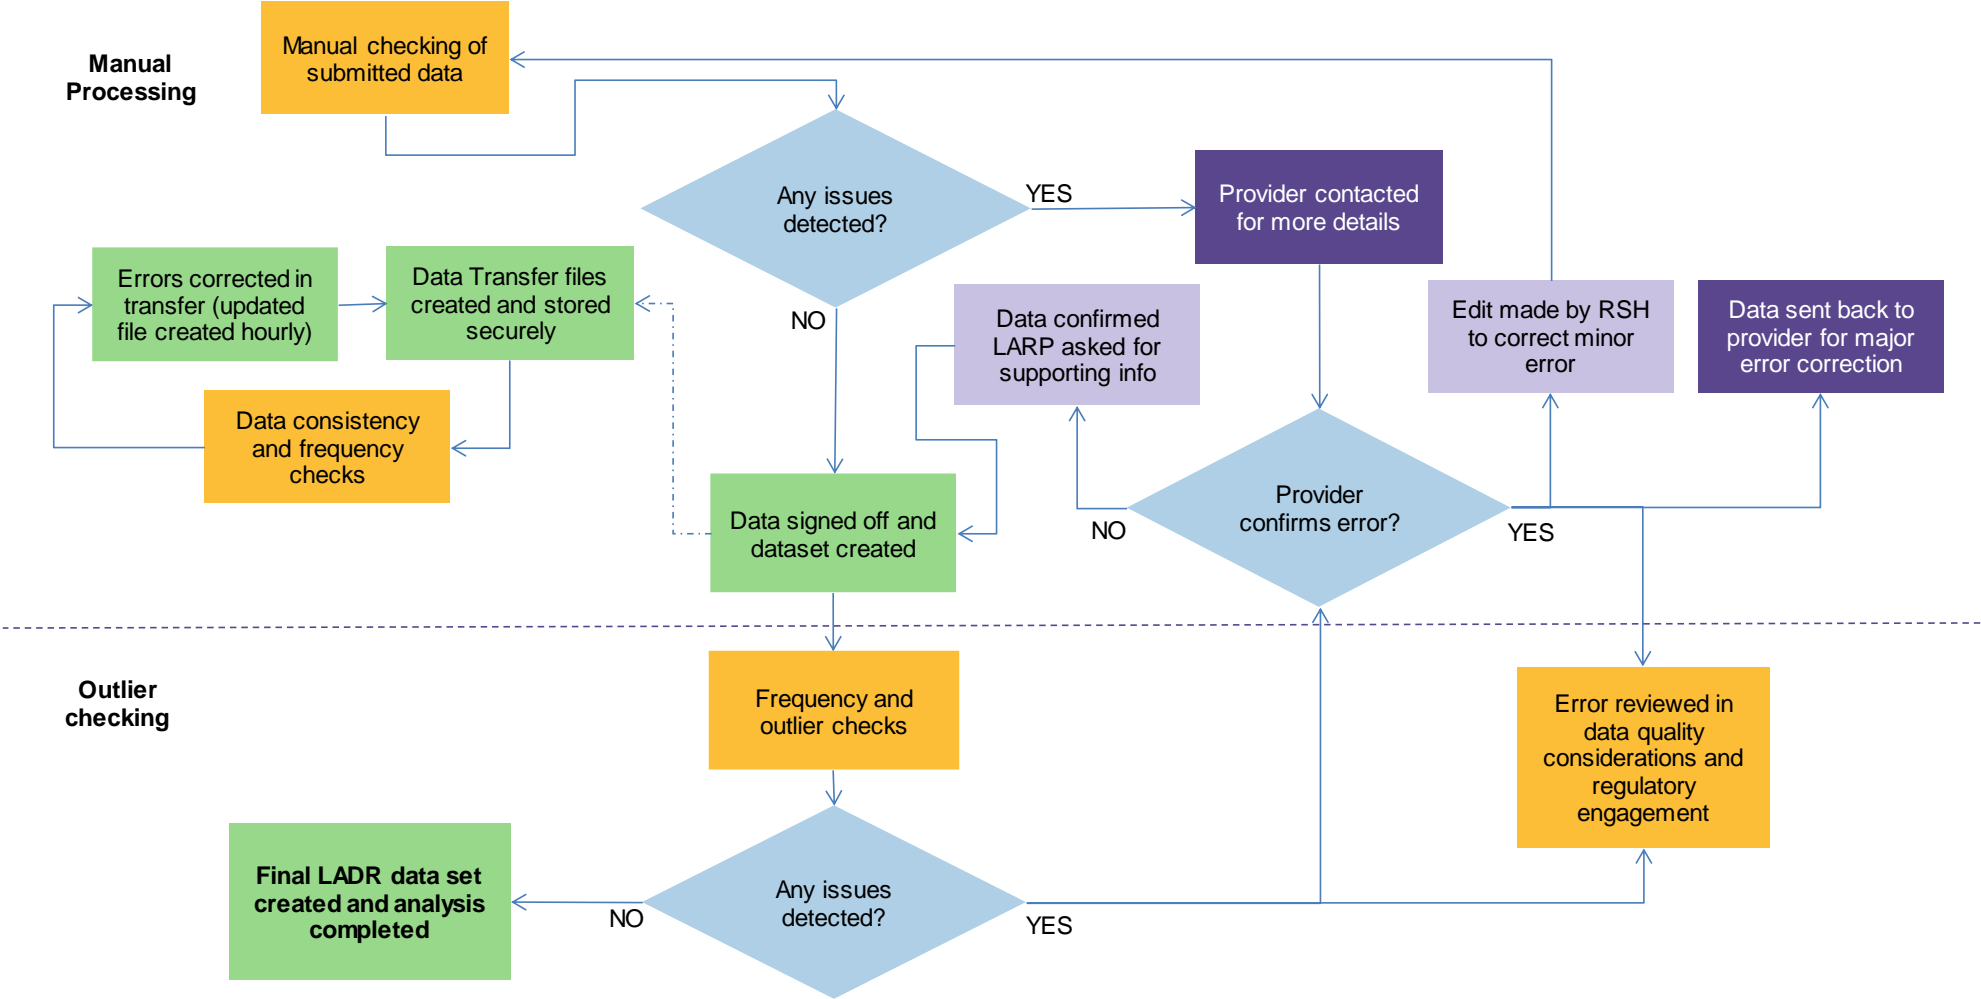 Manual
Processing
Manual checking of
submitted data
Any issues
detected?
YES
Provider contacted
for more details
Errors corrected in
transfer (updated
file created hourly)
Data Transfer files
created and stored
securely
NO
Data confirmed
LARP asked for
supporting info
Edit made by RSH
to correct minor
error
Data sent back to
provider for major
error correction
Data consistency
and frequency
checks
Data signed off and
dataset created
NO
Provider
confirms error?
YES
Outlier
checking
Frequency and
outlier checks
Error reviewed in
data quality
considerations and
regulatory
engagement
Final LADR data set
created and analysis
completed
NO
Any issues
detected?
YES